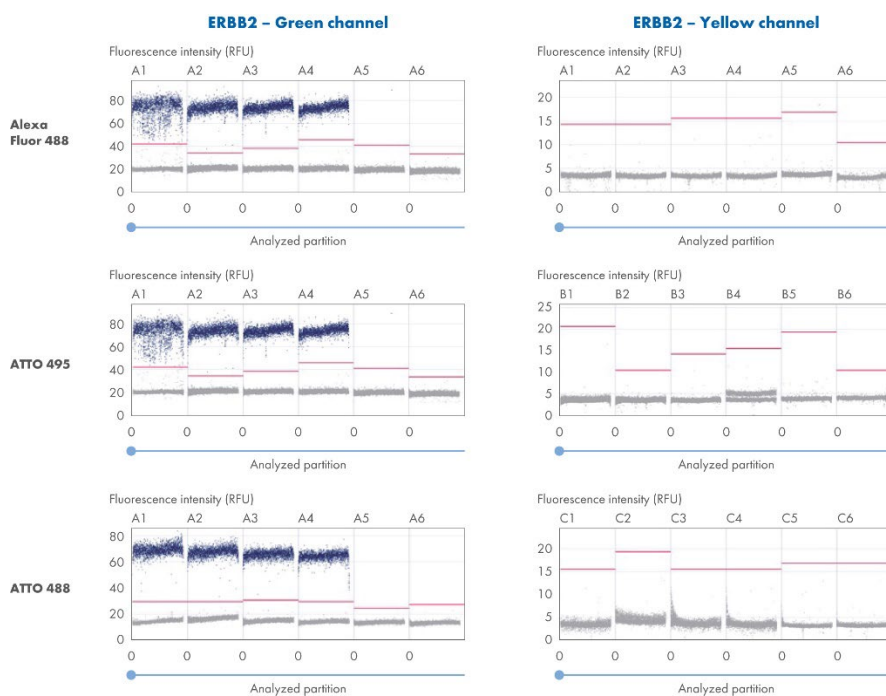 ERBB2 – Green channel
ERBB2 – Yellow channel
Alexa
Fluor 488
Fluorescence intensity (RFU)
A1 A2 A3 A4 A5 A6
80
60
40
20
0
0 0 0 0 0 0
Analyzed partition
Fluorescence intensity (RFU)
A1 A2 A3 A4 A5 A6
20
15
10
5
0
0 0 0 0 0 0
Analyzed partition
ATTO 495
Fluorescence intensity (RFU)
A1 A2 A3 A4 A5 A6
80
60
40
20
0
0 0 0 0 0 0
Analyzed partition
Fluorescence intensity (RFU)
B1 B2 B3 B4 B5 B6
25
20
15
10
5
0
0 0 0 0 0 0
Analyzed partition
ATTO 488
Fluorescence intensity (RFU)
A1 A2 A3 A4 A5 A6
80
60
40
20
0
0 0 0 0 0 0
Analyzed partition
Fluorescence intensity (RFU)
C1 C2 C3 C4 C5 C6
20
15
10
5
0
0 0 0 0 0 0
Analyzed partition